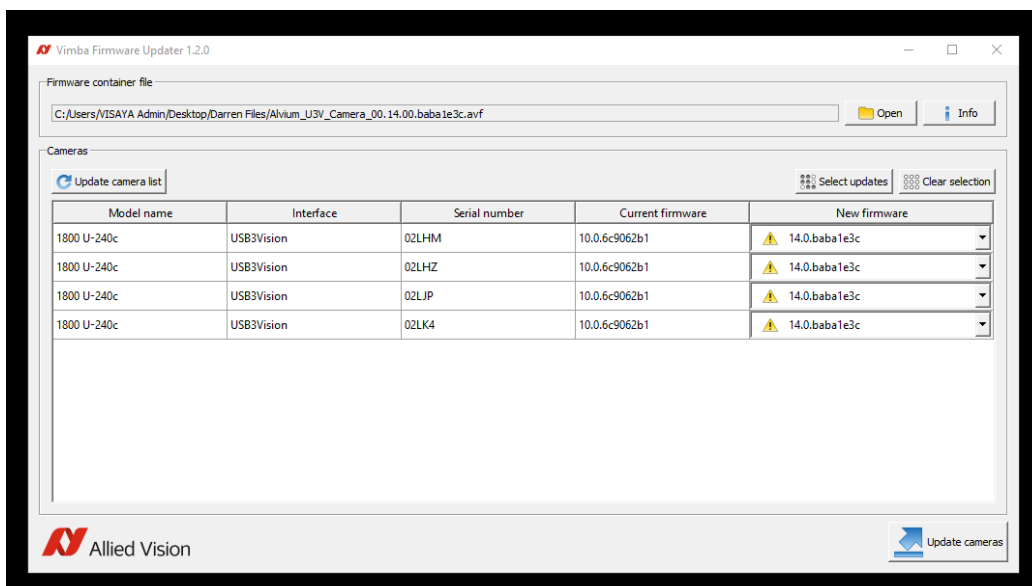 Vimba Firmware Updater 1.2.0
Firmware container file
C:/Users/VISAYA Admin/Desktop/Darren Files/Alvium_U3V_Camera_00.14.00.baba1e3c.avf Open Info
Cameras
Update camera list Select updates Clear selection
Model name Interface Serial number Current firmware New firmware
1800 U-240c USB3Vision 02LHM 10.0.6c9062b1 14.0.baba1e3c
1800 U-240c USB3Vision 02LHZ 10.0.6c9062b1 14.0.baba1e3c
1800 U-240c USB3Vision 02LJP 10.0.6c9062b1 14.0.baba1e3c
1800 U-240c USB3Vision 02LK4 10.0.6c9062b1 14.0.baba1e3c
Allied Vision Update cameras